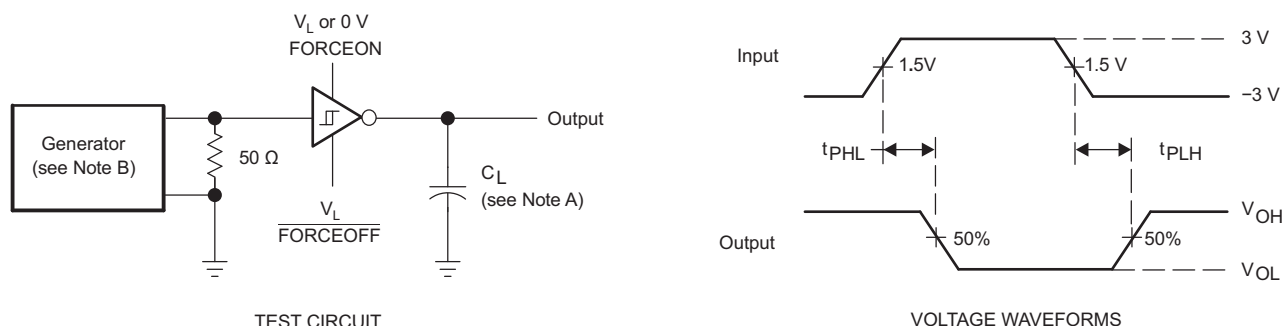 V_L or 0 V
FORCEON
Generator
(see Note B)
50 Ω
Output
C_L
(see Note A)
V_L
FORCEOFF
TEST CIRCUIT
Input
1.5V
1.5 V
3 V
−3 V
t_PHL
t_PLH
Output
50%
50%
V_OH
V_OL
VOLTAGE WAVEFORMS